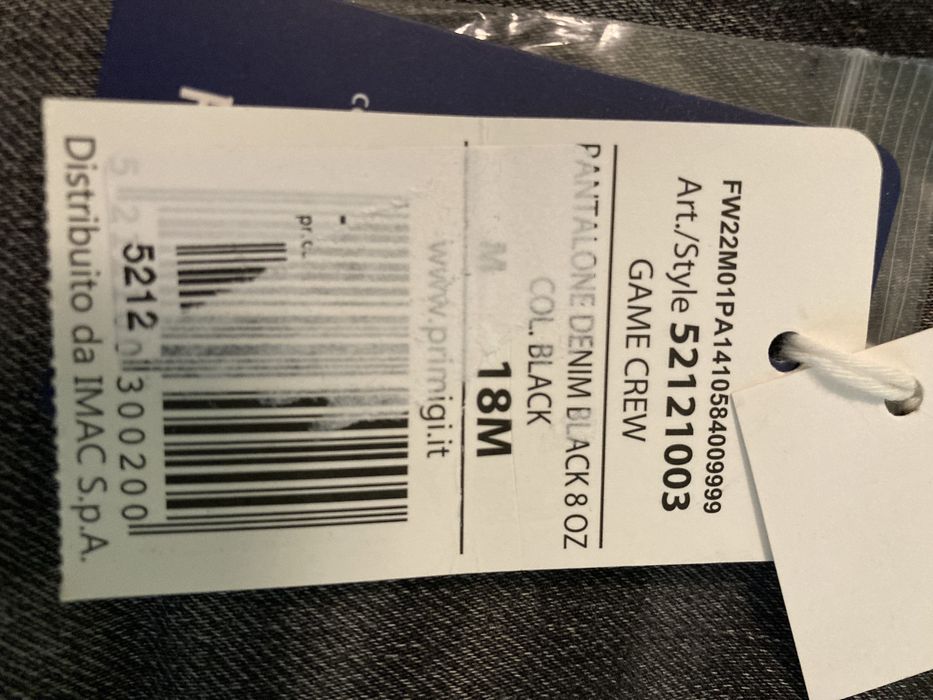 FW22M01PA1410584009999
Art./Style 52121003
GAME CREW
PANTALONE DENIM BLACK 8 OZ
COL. BLACK
M 18M
www.primigi.it
pr.c.
5212 300200
Distribuito da IMAC S.p.A.